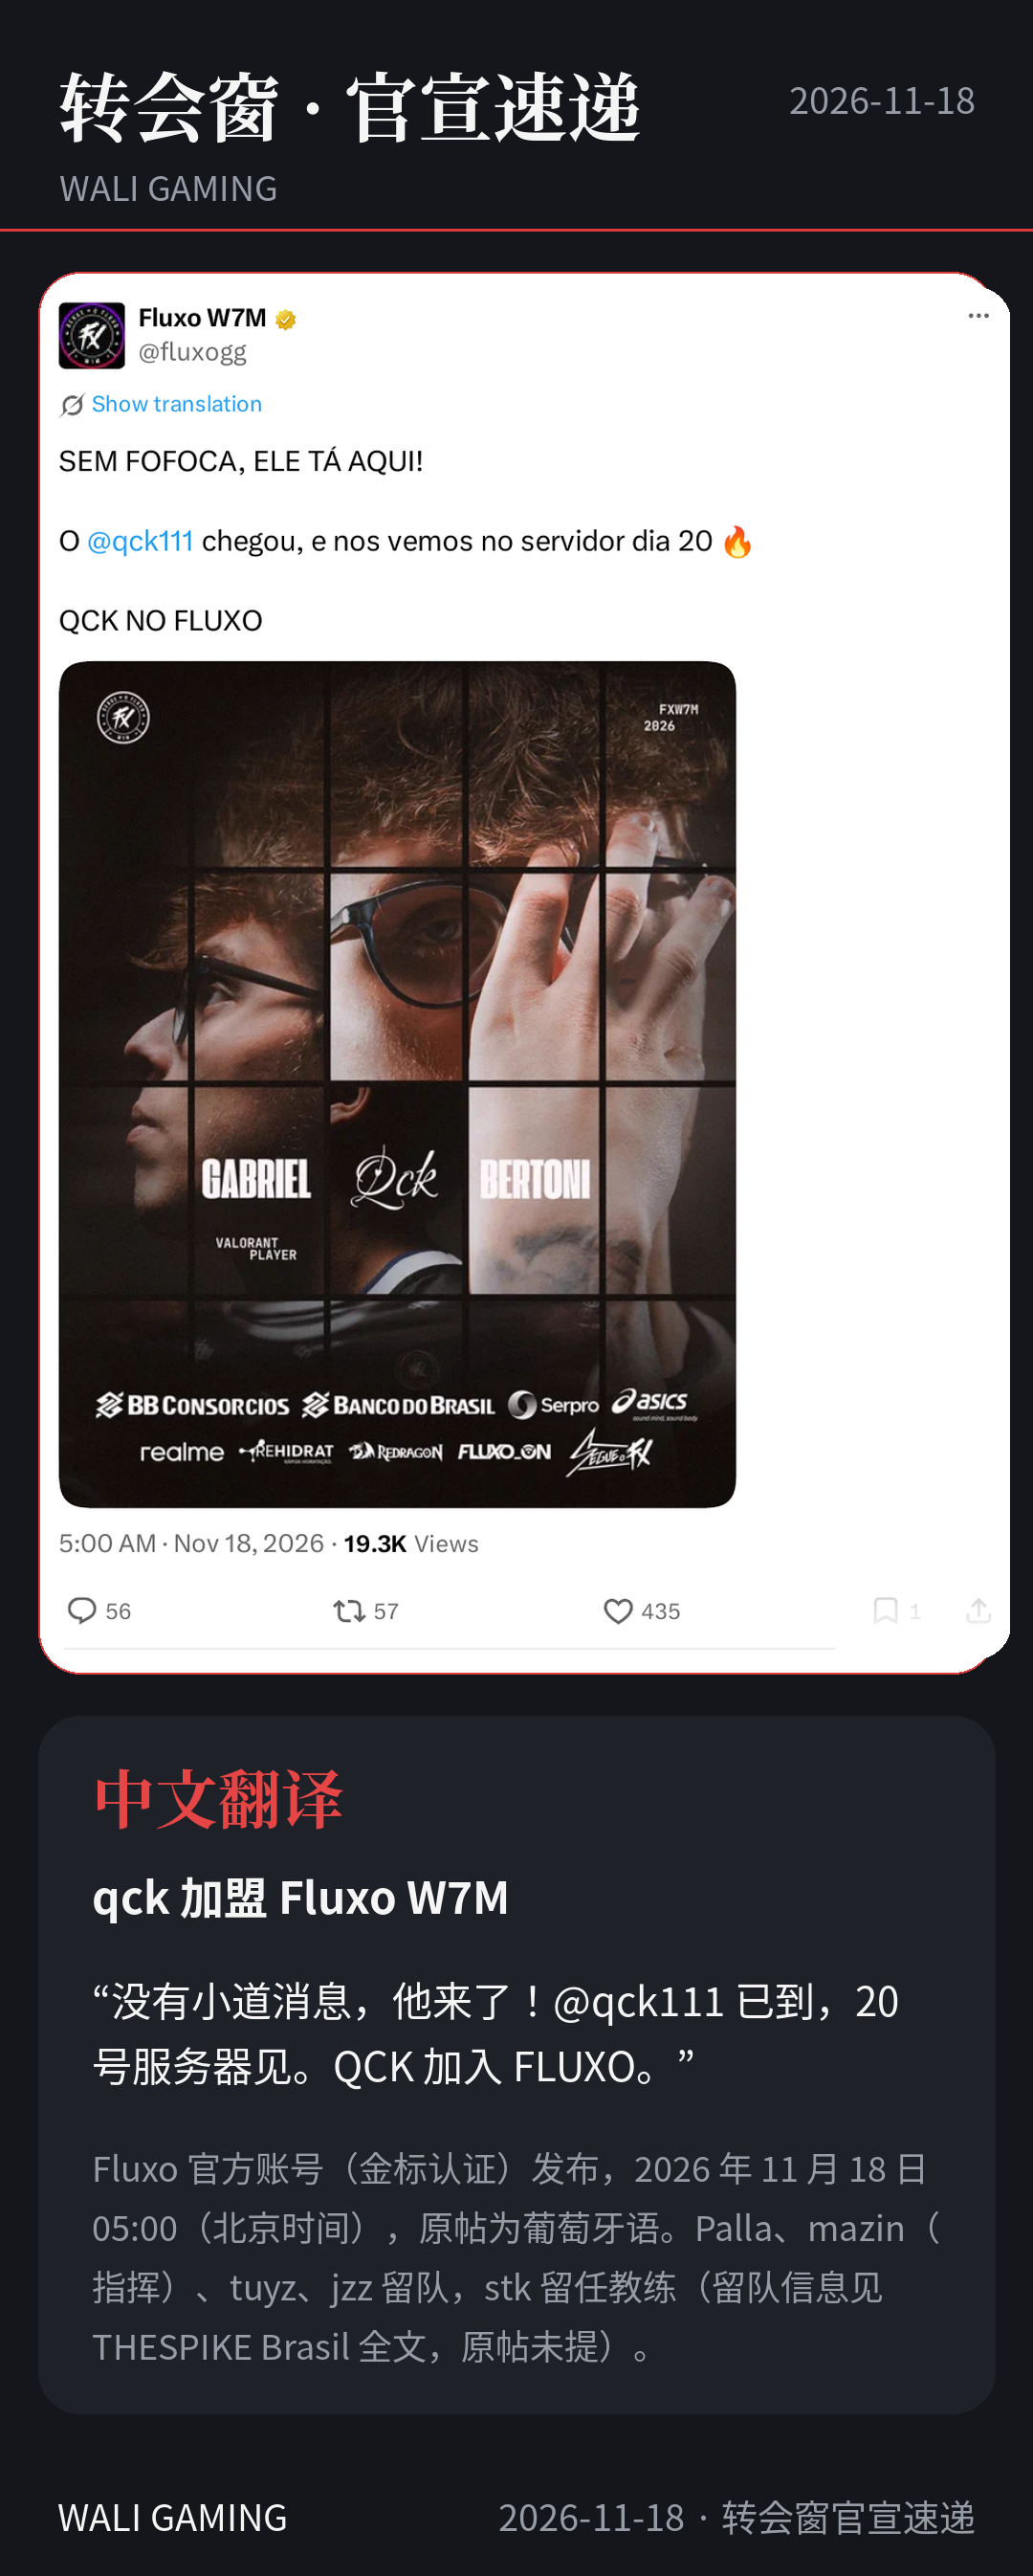 转会窗 · 官宣速递
2026-11-18
WALI GAMING
Fluxo W7M
@fluxogg
Show translation
SEM FOFOCA, ELE TÁ AQUI!
O @qck111 chegou, e nos vemos no servidor dia 20 🔥
QCK NO FLUXO
FX
FXW7M
2026
GABRIEL Qck BERTONI
VALORANT
PLAYER
BB CONSORCIOS BANCO DO BRASIL Serpro asics
sound mind, sound body
realme REHIDRAT REDRAGON FLUXO_ON SEGUE o FX
5:00 AM · Nov 18, 2026 · 19.3K Views
56 57 435 1
中文翻译
qck 加盟 Fluxo W7M
“没有小道消息，他来了！@qck111 已到，20
号服务器见。QCK 加入 FLUXO。”
Fluxo 官方账号（金标认证）发布，2026 年 11 月 18 日
05:00（北京时间），原帖为葡萄牙语。Palla、mazin（
指挥）、tuyz、jzz 留队，stk 留任教练（留队信息见
THESPIKE Brasil 全文，原帖未提）。
WALI GAMING
2026-11-18 · 转会窗官宣速递